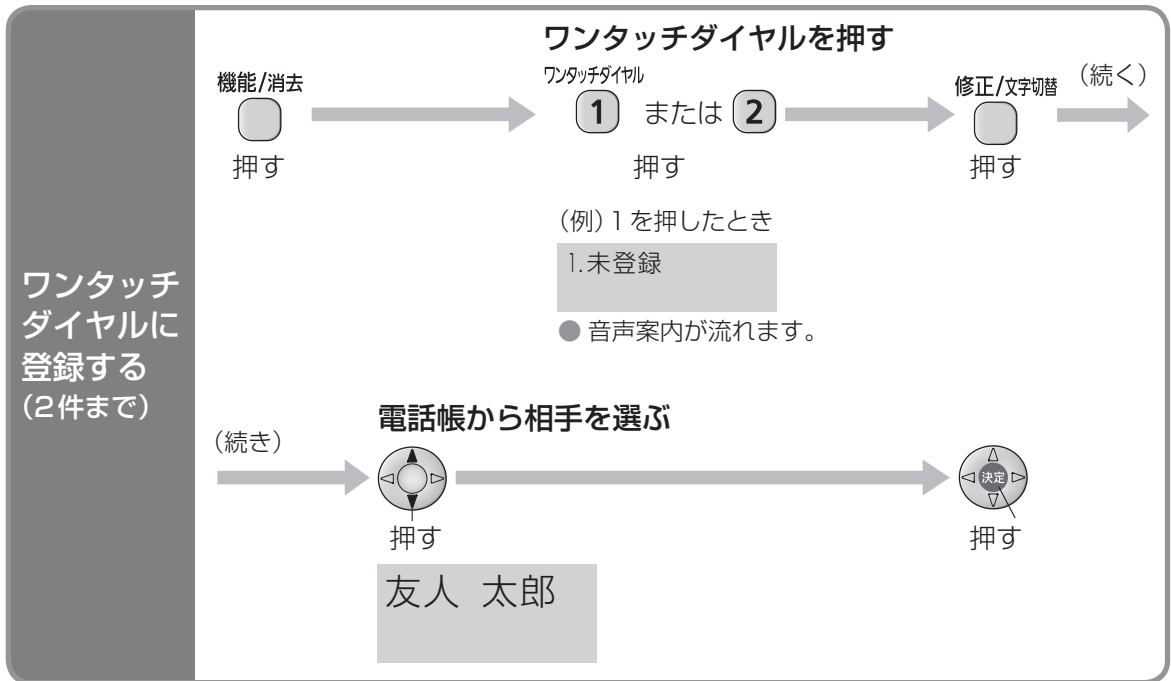 ワンタッチ
ダイヤルに
登録する
(2件まで)
ワンタッチダイヤルを押す
機能/消去
押す
ワンタッチダイヤル
1 または 2
押す
修正/文字切替
押す
(続く)
(例)1を押したとき
1.未登録
● 音声案内が流れます。
(続き)
電話帳から相手を選ぶ
押す
友人 太郎
決定
押す